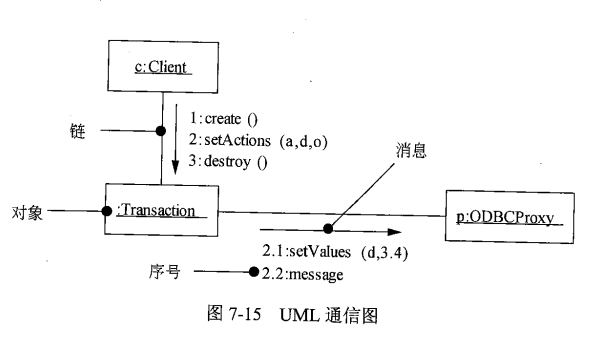 c:Client
1:create ()
2:setActions (a,d,o)
3:destroy ()
链
消息
对象
:Transaction
p:ODBCProxy
2.1:setValues (d,3.4)
序号
2.2:message
图 7-15 UML 通信图